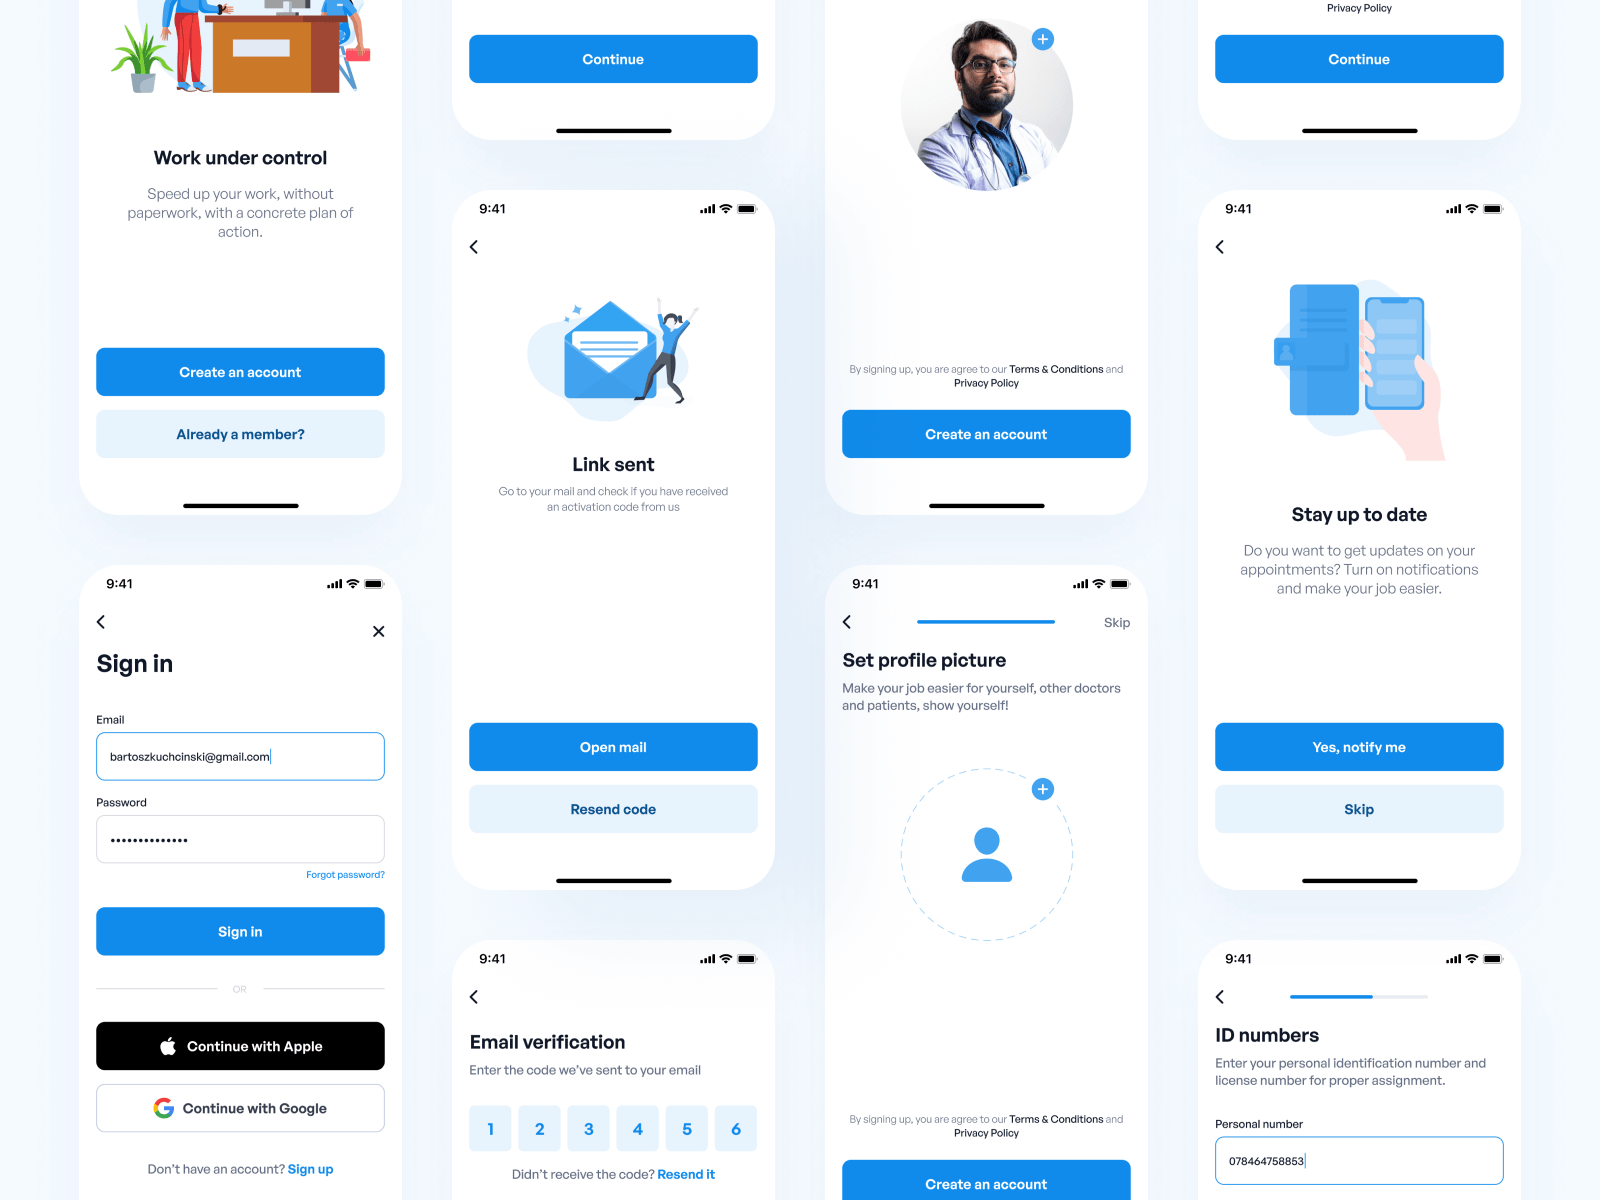 Work under control
Speed up your work, without
paperwork, with a concrete plan of
action.
Create an account
Already a member?
9:41
Sign in
Email
bartoszkuchcinski@gmail.com
Password
••••••••••••••
Forgot password?
Sign in
OR
Continue with Apple
Continue with Google
Don't have an account? Sign up
Continue
9:41
Link sent
Go to your mail and check if you have received
an activation code from us
Open mail
Resend code
9:41
Email verification
Enter the code we've sent to your email
1 2 3 4 5 6
Didn't receive the code? Resend it
By signing up, you are agree to our Terms & Conditions and
Privacy Policy
Create an account
9:41
Skip
Set profile picture
Make your job easier for yourself, other doctors
and patients, show yourself!
By signing up, you are agree to our Terms & Conditions and
Privacy Policy
Create an account
Privacy Policy
Continue
9:41
Stay up to date
Do you want to get updates on your
appointments? Turn on notifications
and make your job easier.
Yes, notify me
Skip
9:41
ID numbers
Enter your personal identification number and
license number for proper assignment.
Personal number
078464758853